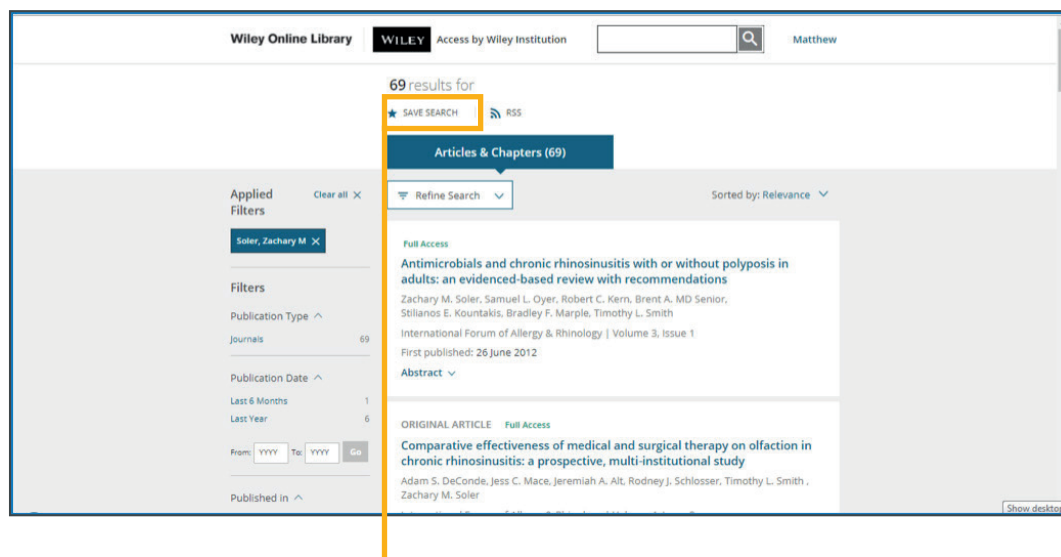 Wiley Online Library
WILEY Access by Wiley Institution
Matthew
69 results for
SAVE SEARCH
RSS
Articles & Chapters (69)
Applied Filters
Clear all X
Soler, Zachary M X
Filters
Publication Type
Journals 69
Publication Date
Last 6 Months 1
Last Year 6
From: YYYY To: YYYY Go
Published in
Refine Search
Sorted by: Relevance
Full Access
Antimicrobials and chronic rhinosinusitis with or without polyposis in
adults: an evidenced-based review with recommendations
Zachary M. Soler, Samuel L. Oyer, Robert C. Kern, Brent A. MD Senior,
Stilianos E. Kountakis, Bradley F. Marple, Timothy L. Smith
International Forum of Allergy & Rhinology | Volume 3, Issue 1
First published: 26 June 2012
Abstract
ORIGINAL ARTICLE Full Access
Comparative effectiveness of medical and surgical therapy on olfaction in
chronic rhinosinusitis: a prospective, multi-institutional study
Adam S. DeConde, Jess C. Mace, Jeremiah A. Alt, Rodney J. Schlosser, Timothy L. Smith ,
Zachary M. Soler
Show deskto